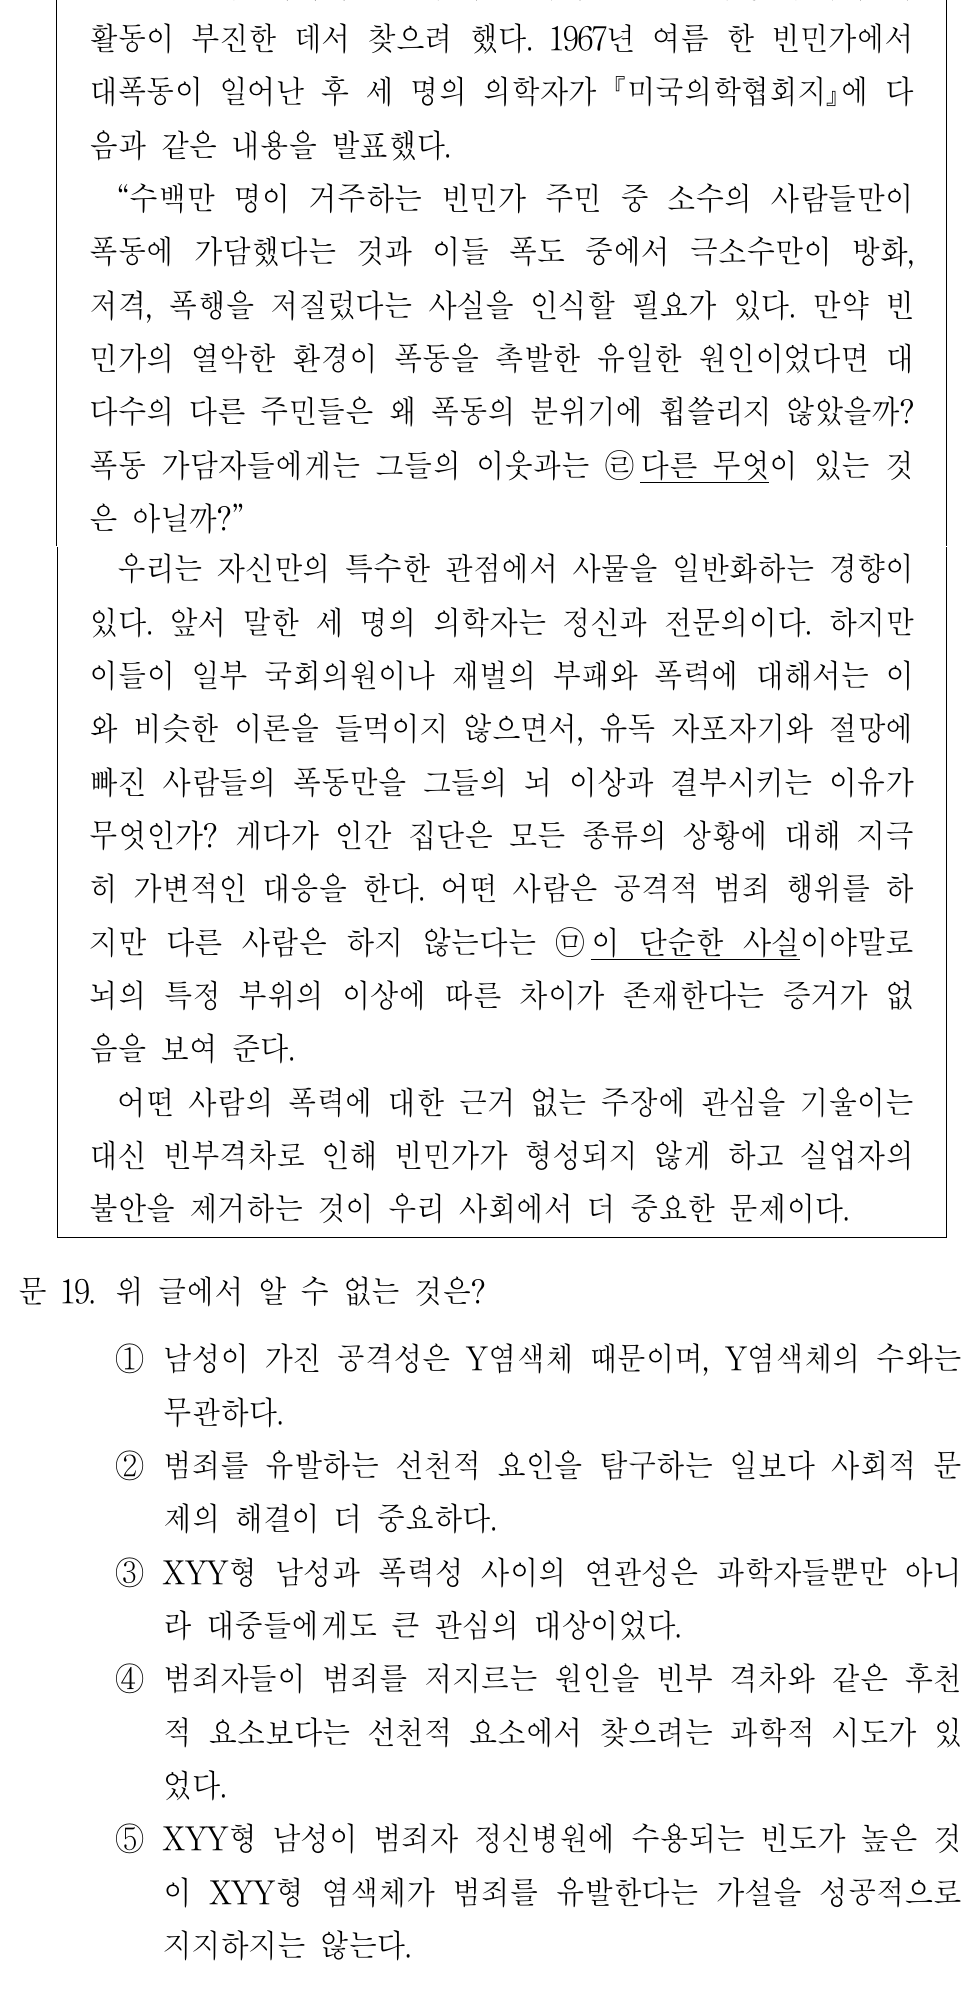 활동이 부진한 데서 찾으려 했다. 1967년 여름 한 빈민가에서
대폭동이 일어난 후 세 명의 의학자가 『미국의학협회지』에 다
음과 같은 내용을 발표했다.
“수백만 명이 거주하는 빈민가 주민 중 소수의 사람들만이
폭동에 가담했다는 것과 이들 폭도 중에서 극소수만이 방화,
저격, 폭행을 저질렀다는 사실을 인식할 필요가 있다. 만약 빈
민가의 열악한 환경이 폭동을 촉발한 유일한 원인이었다면 대
다수의 다른 주민들은 왜 폭동의 분위기에 휩쓸리지 않았을까?
폭동 가담자들에게는 그들의 이웃과는 ㉣다른 무엇이 있는 것
은 아닐까?”
우리는 자신만의 특수한 관점에서 사물을 일반화하는 경향이
있다. 앞서 말한 세 명의 의학자는 정신과 전문의이다. 하지만
이들이 일부 국회의원이나 재벌의 부패와 폭력에 대해서는 이
와 비슷한 이론을 들먹이지 않으면서, 유독 자포자기와 절망에
빠진 사람들의 폭동만을 그들의 뇌 이상과 결부시키는 이유가
무엇인가? 게다가 인간 집단은 모든 종류의 상황에 대해 지극
히 가변적인 대응을 한다. 어떤 사람은 공격적 범죄 행위를 하
지만 다른 사람은 하지 않는다는 ㉤이 단순한 사실이야말로
뇌의 특정 부위의 이상에 따른 차이가 존재한다는 증거가 없
음을 보여 준다.
어떤 사람의 폭력에 대한 근거 없는 주장에 관심을 기울이는
대신 빈부격차로 인해 빈민가가 형성되지 않게 하고 실업자의
불안을 제거하는 것이 우리 사회에서 더 중요한 문제이다.
문 19. 위 글에서 알 수 없는 것은?
① 남성이 가진 공격성은 Y염색체 때문이며, Y염색체의 수와는
무관하다.
② 범죄를 유발하는 선천적 요인을 탐구하는 일보다 사회적 문
제의 해결이 더 중요하다.
③ XYY형 남성과 폭력성 사이의 연관성은 과학자들뿐만 아니
라 대중들에게도 큰 관심의 대상이었다.
④ 범죄자들이 범죄를 저지르는 원인을 빈부 격차와 같은 후천
적 요소보다는 선천적 요소에서 찾으려는 과학적 시도가 있
었다.
⑤ XYY형 남성이 범죄자 정신병원에 수용되는 빈도가 높은 것
이 XYY형 염색체가 범죄를 유발한다는 가설을 성공적으로
지지하지는 않는다.